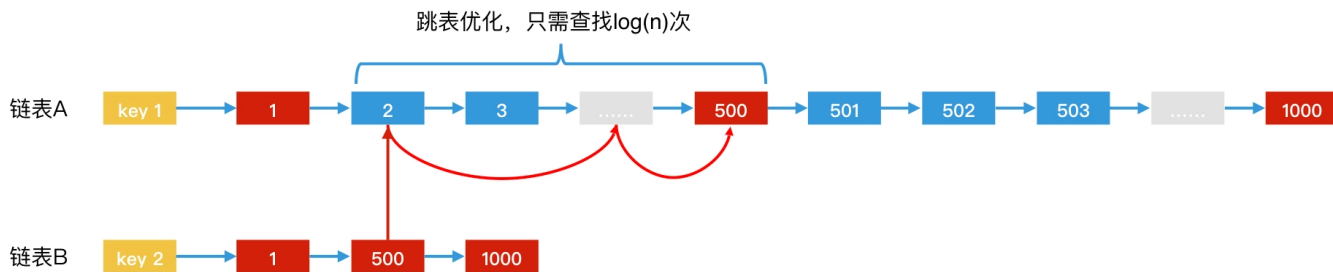 跳表优化，只需查找log(n)次
链表A key 1 1 2 3 ...... 500 501 502 503 ...... 1000
链表B key 2 1 500 1000